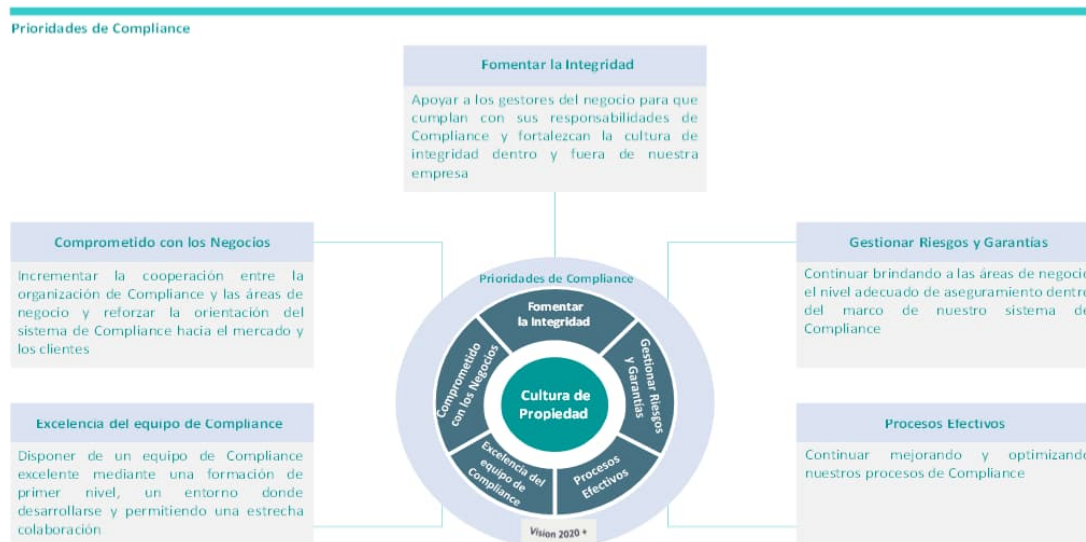 Prioridades de Compliance
Fomentar la Integridad
Apoyar a los gestores del negocio para que
cumplan con sus responsabilidades de
Compliance y fortalezcan la cultura de
integridad dentro y fuera de nuestra
empresa
Comprometido con los Negocios
Incrementar la cooperación entre la
organización de Compliance y las áreas de
negocio y reforzar la orientación del
sistema de Compliance hacia el mercado y
los clientes
Gestionar Riesgos y Garantías
Continuar brindando a las áreas de negocio
el nivel adecuado de aseguramiento dentro
del marco de nuestro sistema de
Compliance
Excelencia del equipo de Compliance
Disponer de un equipo de Compliance
excelente mediante una formación de
primer nivel, un entorno donde
desarrollarse y permitiendo una estrecha
colaboración
Procesos Efectivos
Continuar mejorando y optimizando
nuestros procesos de Compliance
Prioridades de Compliance
Fomentar
la Integridad
Comprometido
con los Negocios
Gestionar Riesgos
y Garantías
Cultura de
Propiedad
Excelencia del
equipo de
Compliance
Procesos
Efectivos
Vision 2020 +